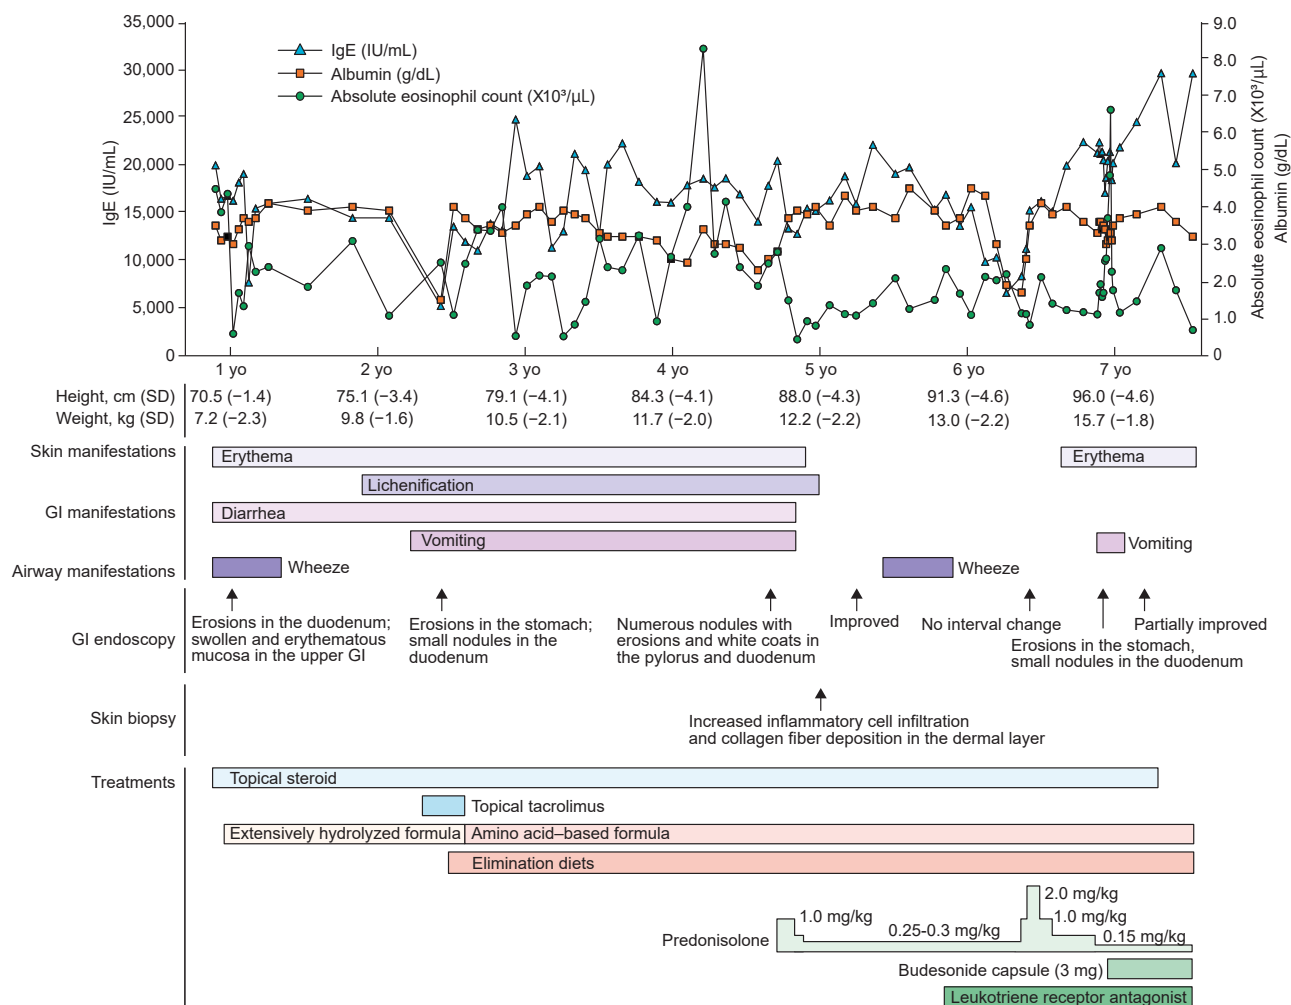 35,000
30,000
25,000
20,000
15,000
10,000
5,000
0
IgE (IU/mL)
IgE (IU/mL)
Albumin (g/dL)
Absolute eosinophil count (X10³/µL)
9.0
8.0
7.0
6.0
5.0
4.0
3.0
2.0
1.0
0
Absolute eosinophil count (X10³/µL)
Albumin (g/dL)
1 yo 2 yo 3 yo 4 yo 5 yo 6 yo 7 yo
Height, cm (SD) 70.5 (−1.4) 75.1 (−3.4) 79.1 (−4.1) 84.3 (−4.1) 88.0 (−4.3) 91.3 (−4.6) 96.0 (−4.6)
Weight, kg (SD) 7.2 (−2.3) 9.8 (−1.6) 10.5 (−2.1) 11.7 (−2.0) 12.2 (−2.2) 13.0 (−2.2) 15.7 (−1.8)
Skin manifestations Erythema Erythema
Lichenification
GI manifestations Diarrhea
Vomiting Vomiting
Airway manifestations Wheeze Wheeze
GI endoscopy
Erosions in the duodenum;
swollen and erythematous
mucosa in the upper GI
Erosions in the stomach;
small nodules in the
duodenum
Numerous nodules with
erosions and white coats in
the pylorus and duodenum
Improved
No interval change
Erosions in the stomach,
small nodules in the duodenum
Partially improved
Skin biopsy
Increased inflammatory cell infiltration
and collagen fiber deposition in the dermal layer
Treatments Topical steroid
Topical tacrolimus
Extensively hydrolyzed formula Amino acid–based formula
Elimination diets
2.0 mg/kg
1.0 mg/kg 1.0 mg/kg
0.25-0.3 mg/kg 0.15 mg/kg
Predonisolone
Budesonide capsule (3 mg)
Leukotriene receptor antagonist